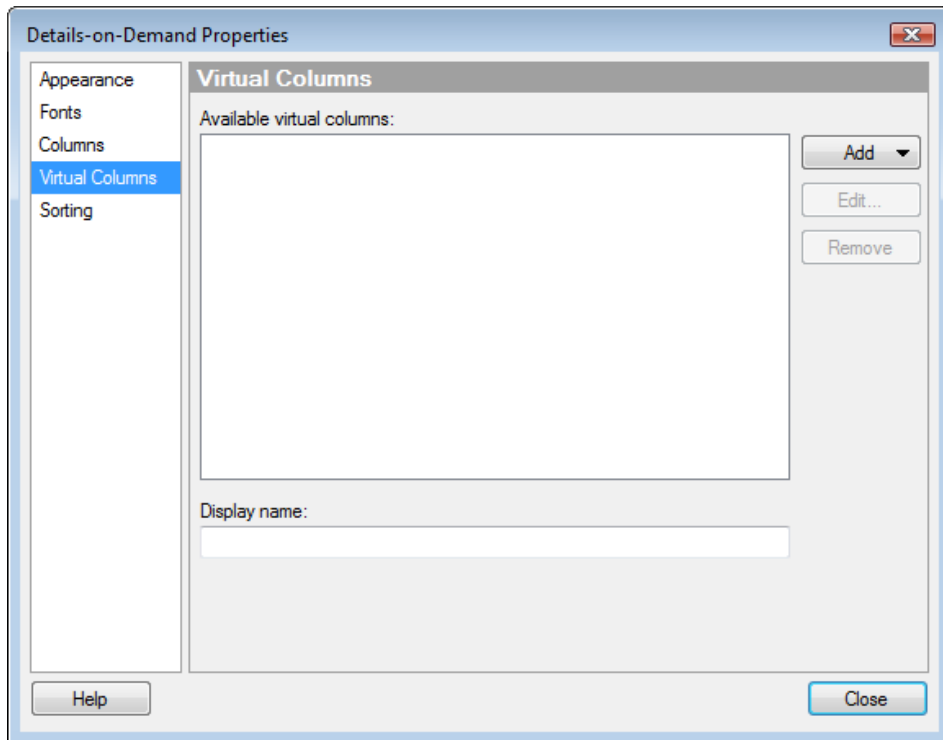 Details-on-Demand Properties
Appearance
Fonts
Columns
Virtual Columns
Sorting
Virtual Columns
Available virtual columns:
Add
Edit...
Remove
Display name:
Help
Close